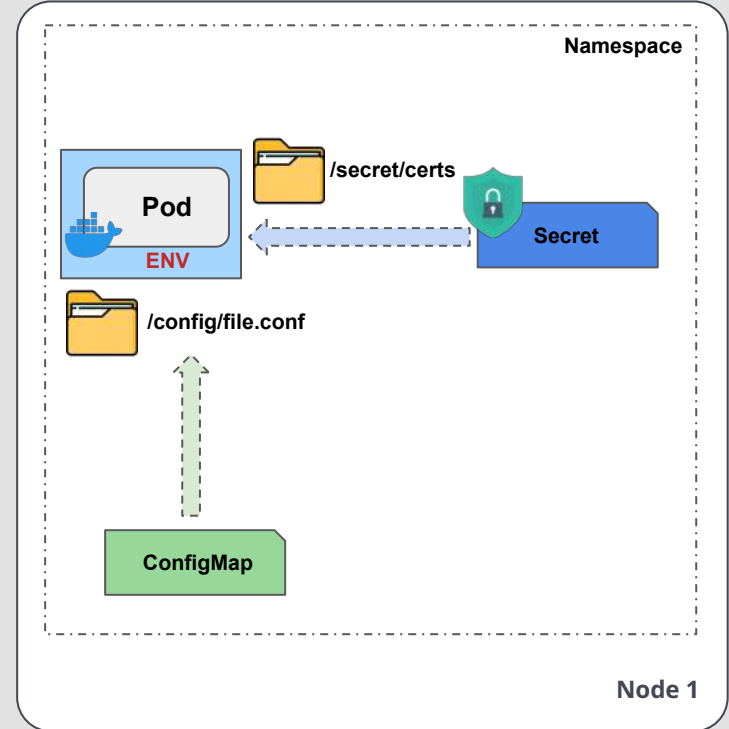 Namespace
/secret/certs
Pod
Secret
ENV
/config/file.conf
ConfigMap
Node 1